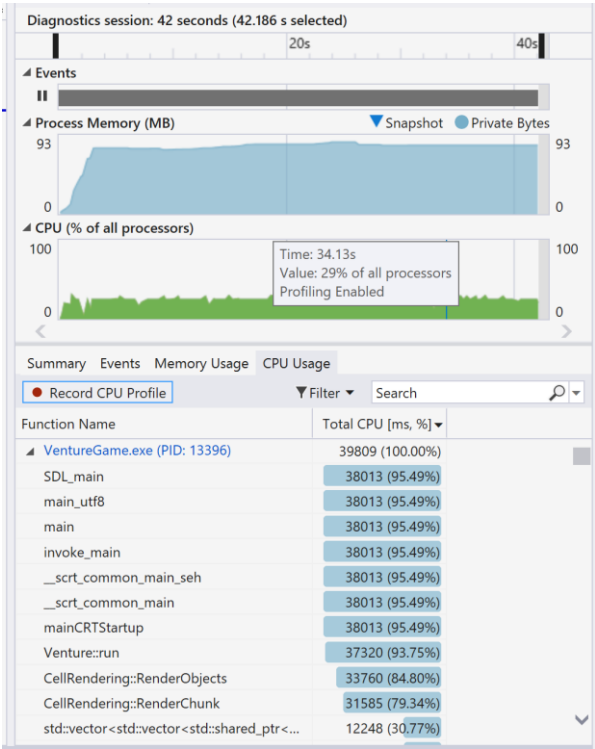 Diagnostics session: 42 seconds (42.186 s selected)
20s 40s
Events
Process Memory (MB) Snapshot Private Bytes
93 93
0 0
CPU (% of all processors)
100 100
Time: 34.13s
Value: 29% of all processors
Profiling Enabled
0 0
Summary Events Memory Usage CPU Usage
Record CPU Profile Filter Search
Function Name Total CPU [ms, %]
VentureGame.exe (PID: 13396) 39809 (100.00%)
SDL_main 38013 (95.49%)
main_utf8 38013 (95.49%)
main 38013 (95.49%)
invoke_main 38013 (95.49%)
__scrt_common_main_seh 38013 (95.49%)
__scrt_common_main 38013 (95.49%)
mainCRTStartup 38013 (95.49%)
Venture::run 37320 (93.75%)
CellRendering::RenderObjects 33760 (84.80%)
CellRendering::RenderChunk 31585 (79.34%)
std::vector<std::vector<std::shared_ptr<... 12248 (30.77%)